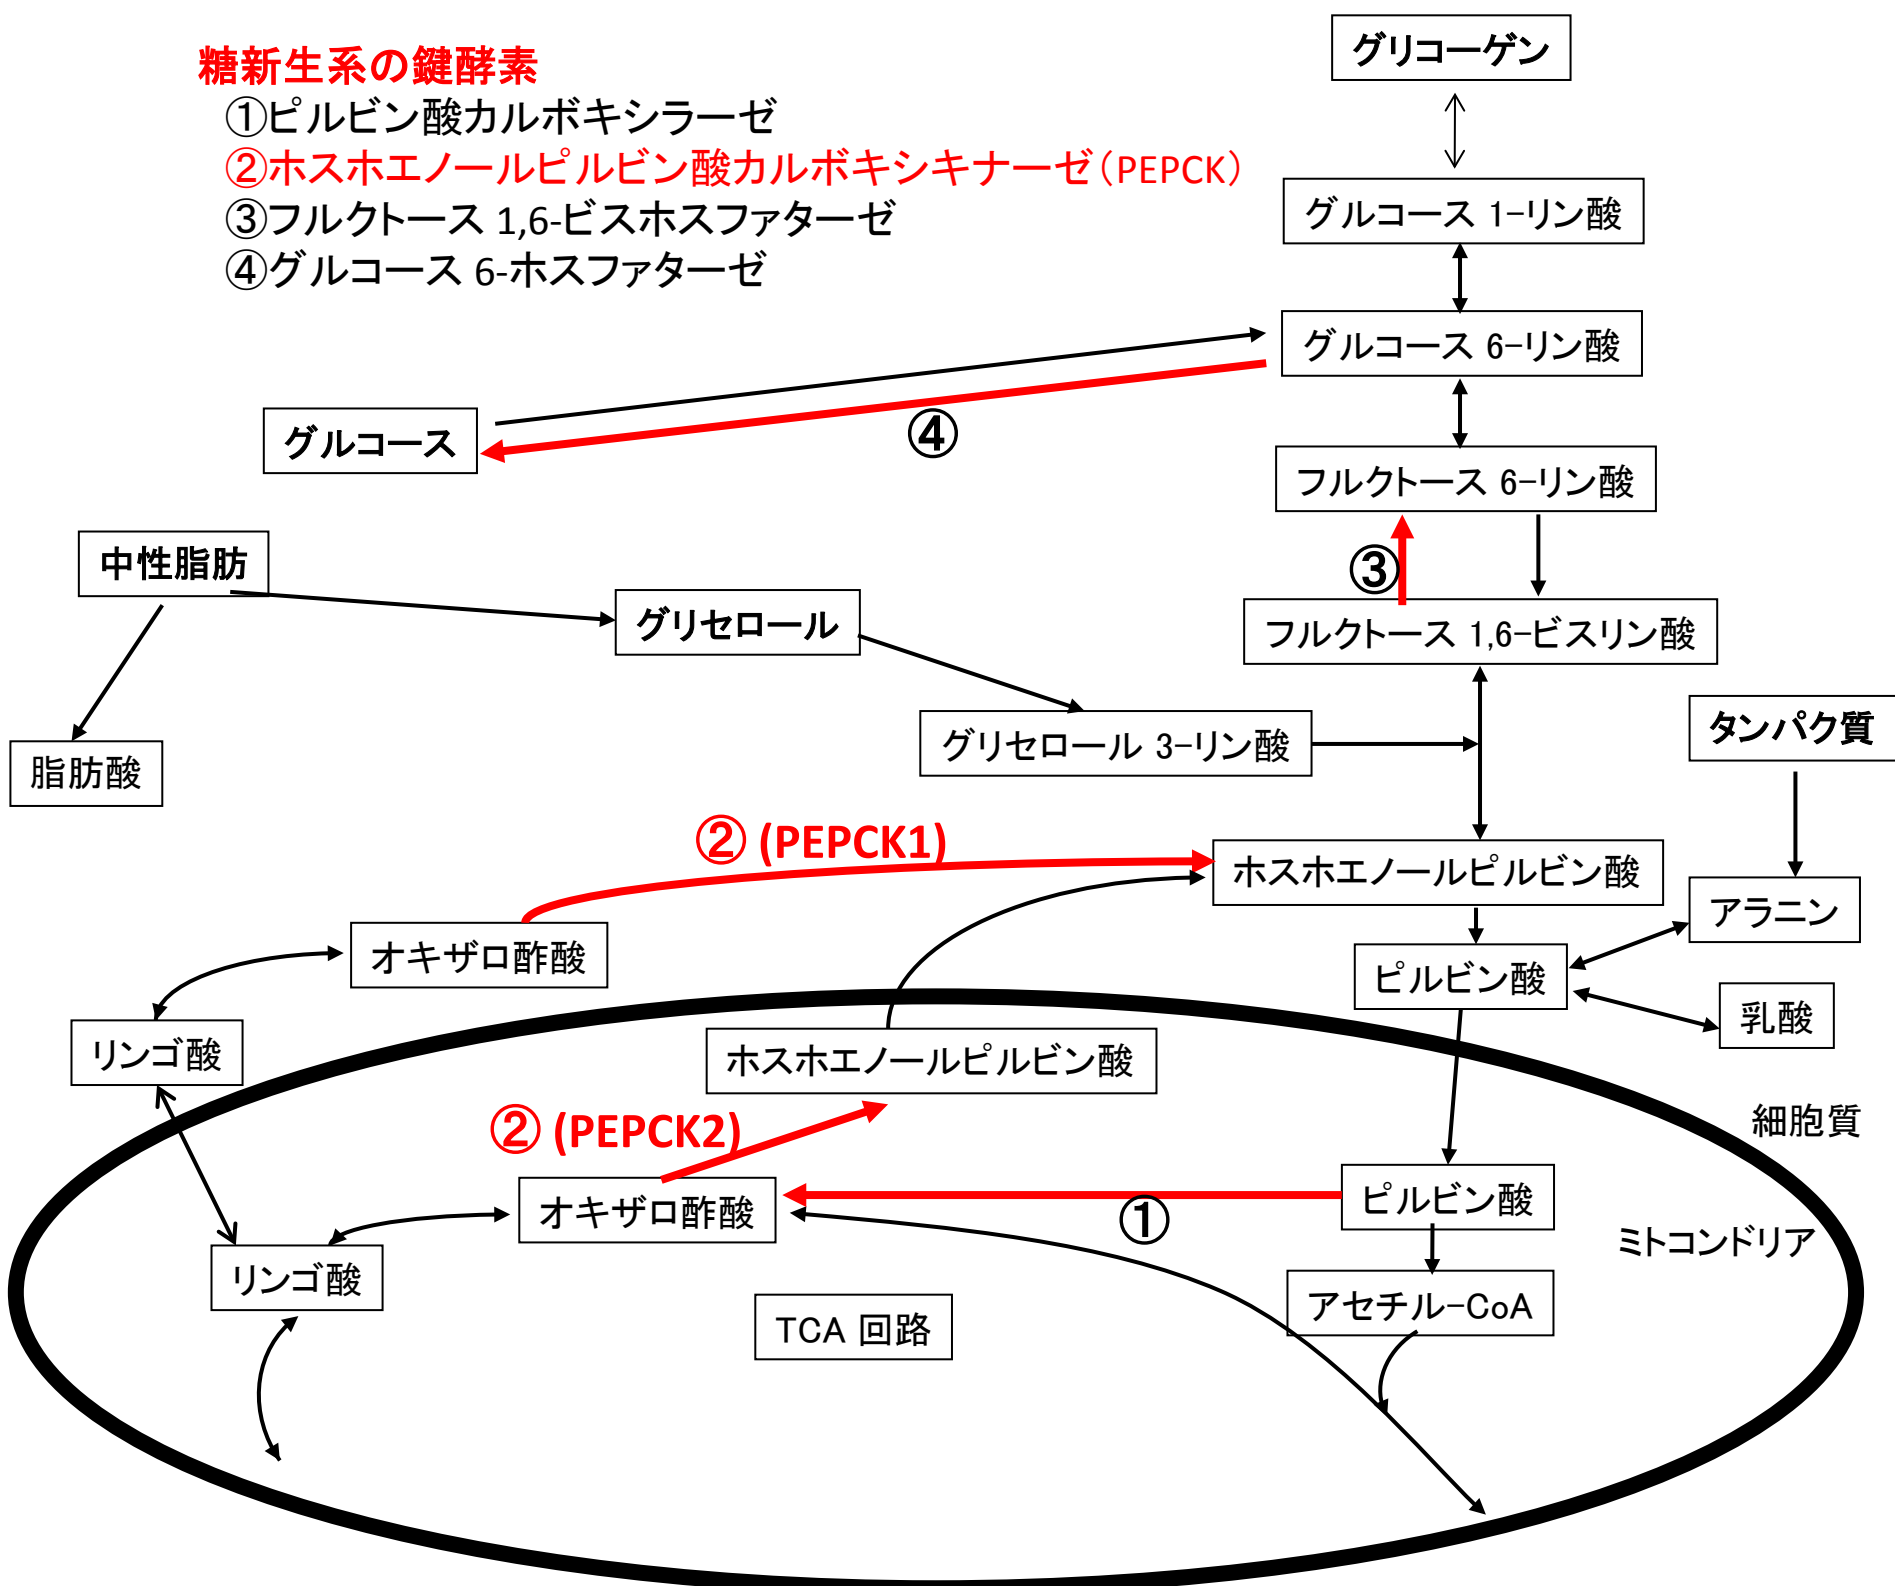 糖新生系の鍵酵素
①ピルビン酸カルボキシラーゼ
②ホスホエノールピルビン酸カルボキシキナーゼ（PEPCK）
③フルクトース 1,6-ビスホスファターゼ
④グルコース 6-ホスファターゼ
グリコーゲン
グルコース 1-リン酸
グルコース 6-リン酸
グルコース
④
フルクトース 6-リン酸
中性脂肪
③
グリセロール
フルクトース 1,6-ビスリン酸
グリセロール 3-リン酸
タンパク質
脂肪酸
② (PEPCK1)
ホスホエノールピルビン酸
アラニン
オキザロ酢酸
ピルビン酸
乳酸
リンゴ酸
ホスホエノールピルビン酸
細胞質
② (PEPCK2)
ピルビン酸
オキザロ酢酸
①
ミトコンドリア
リンゴ酸
アセチル-CoA
TCA 回路